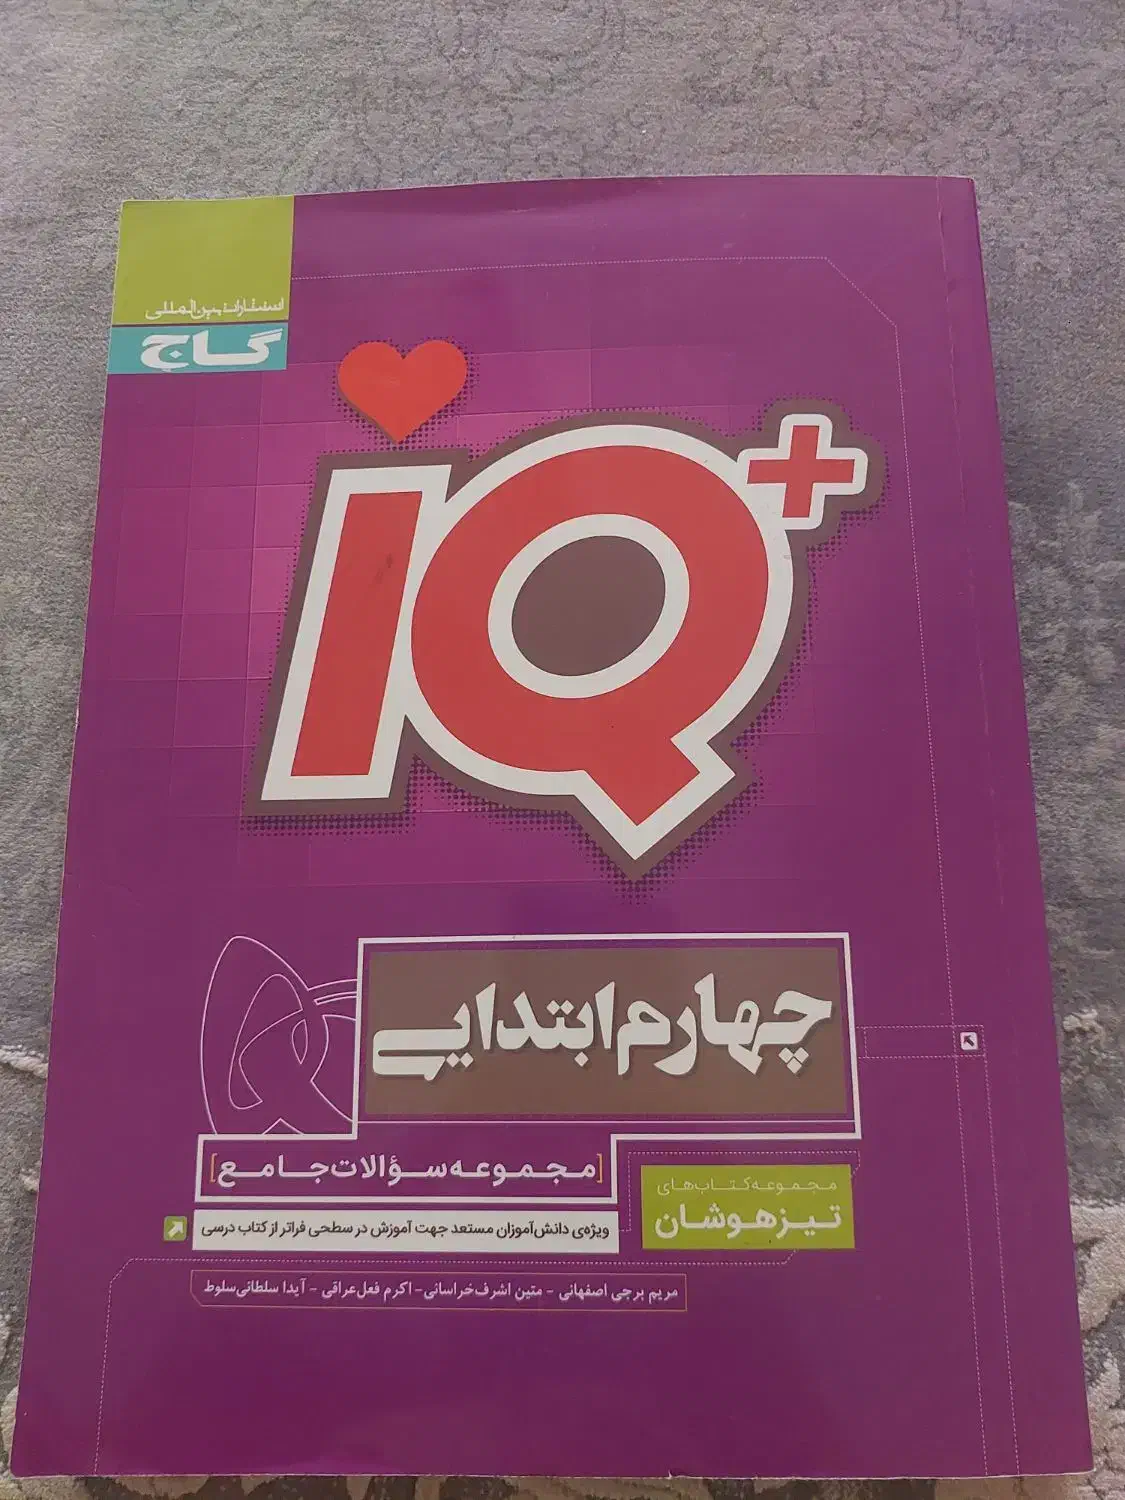 انتشارات بین‌المللی
گاج
IQ+
چهارم ابتدایی
[مجموعه سؤالات جامع]
مجموعه کتاب‌های
تیزهوشان
ویژه‌ی دانش‌آموزان مستعد جهت آموزش در سطحی فراتر از کتاب درسی
مریم برجی اصفهانی - متین اشرف خراسانی - اکرم فعل عراقی - آیدا سلطانی سلوط